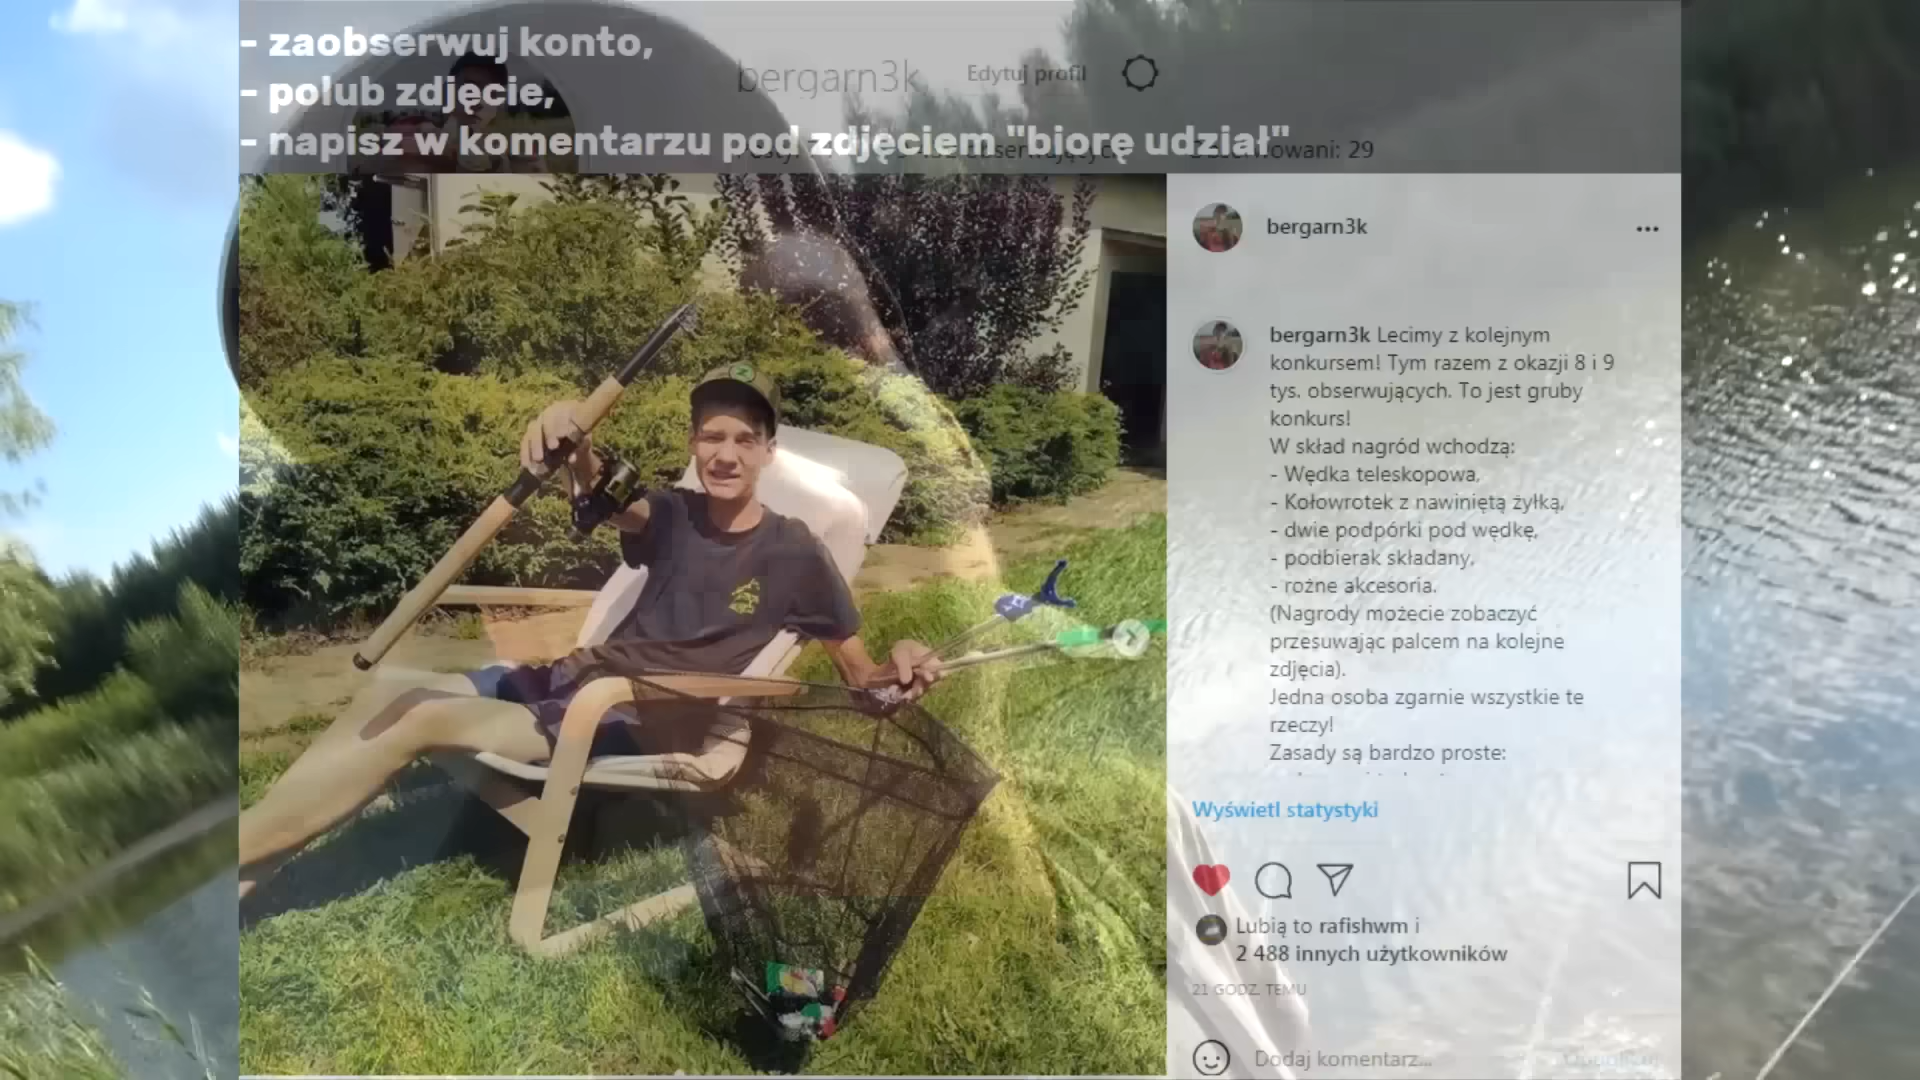 - zaobserwuj konto,
- polub zdjęcie,
- napisz w komentarzu pod zdjęciem "biorę udział"
bergarn3k Edytuj profil
Obserwowani: 29
bergarn3k
bergarn3k Lecimy z kolejnym
konkursem! Tym razem z okazji 8 i 9
tys. obserwujących. To jest gruby
konkurs!
W skład nagród wchodzą:
- Wędka teleskopowa,
- Kołowrotek z nawiniętą żyłką,
- dwie podpórki pod wędkę,
- podbierak składany,
- rożne akcesoria.
(Nagrody możecie zobaczyć
przesuwając palcem na kolejne
zdjęcia).
Jedna osoba zgarnie wszystkie te
rzeczy!
Zasady są bardzo proste:
Wyświetl statystyki
Lubią to rafishwm i
2 488 innych użytkowników
21 GODZ. TEMU
Dodaj komentarz...
Opublikuj